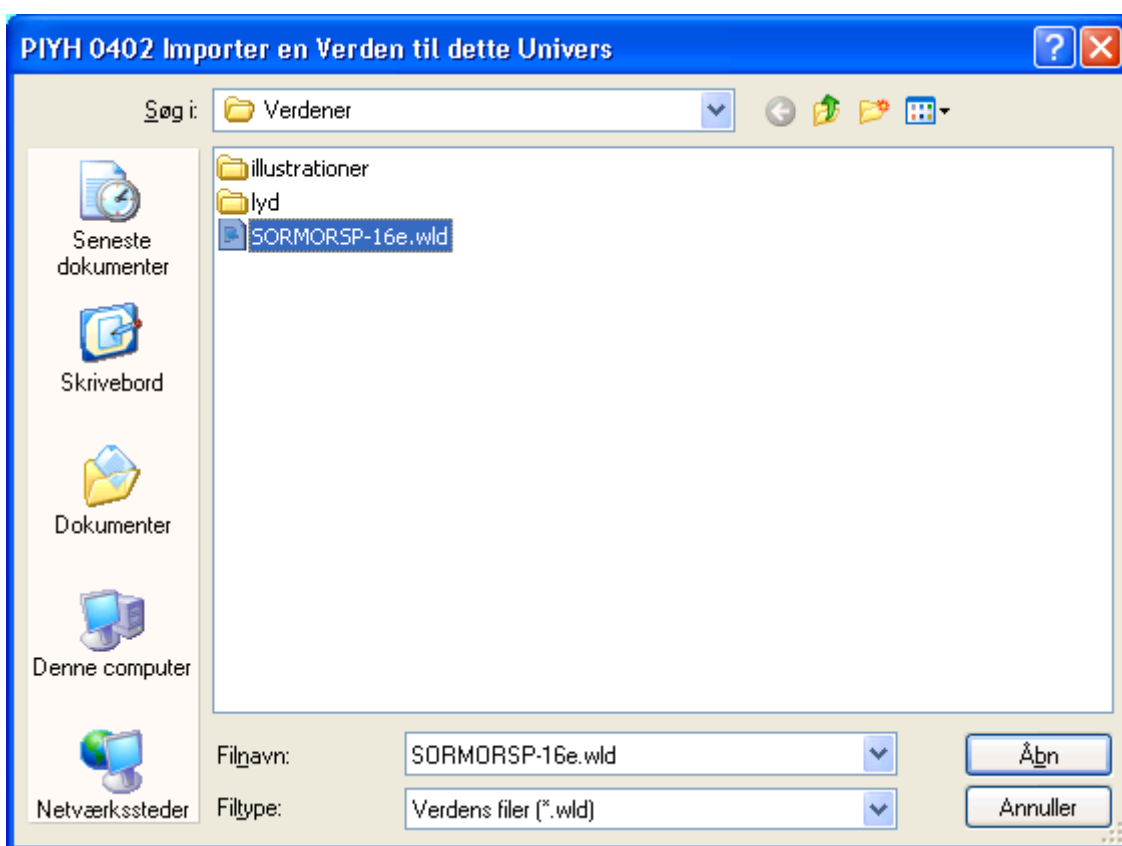 PIYH 0402 Importer en Verden til dette Univers
Søg i:
Verdener
illustrationer
lyd
SORMORSP-16e.wld
Seneste
dokumenter
Skrivebord
Dokumenter
Denne computer
Netværkssteder
Filnavn:
SORMORSP-16e.wld
Åbn
Filtype:
Verdens filer (*.wld)
Annuller